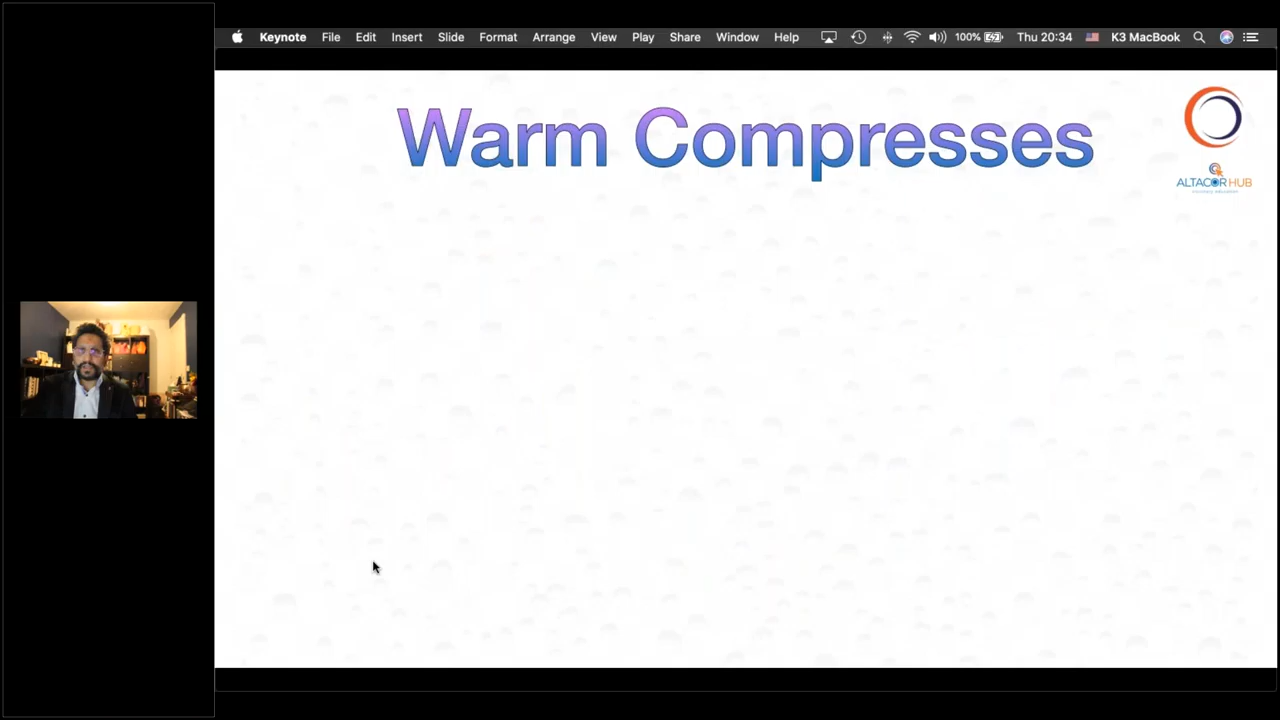 Keynote File Edit Insert Slide Format Arrange View Play Share Window Help 100% Thu 20:34 K3 MacBook
Warm Compresses
ALTACOR HUB